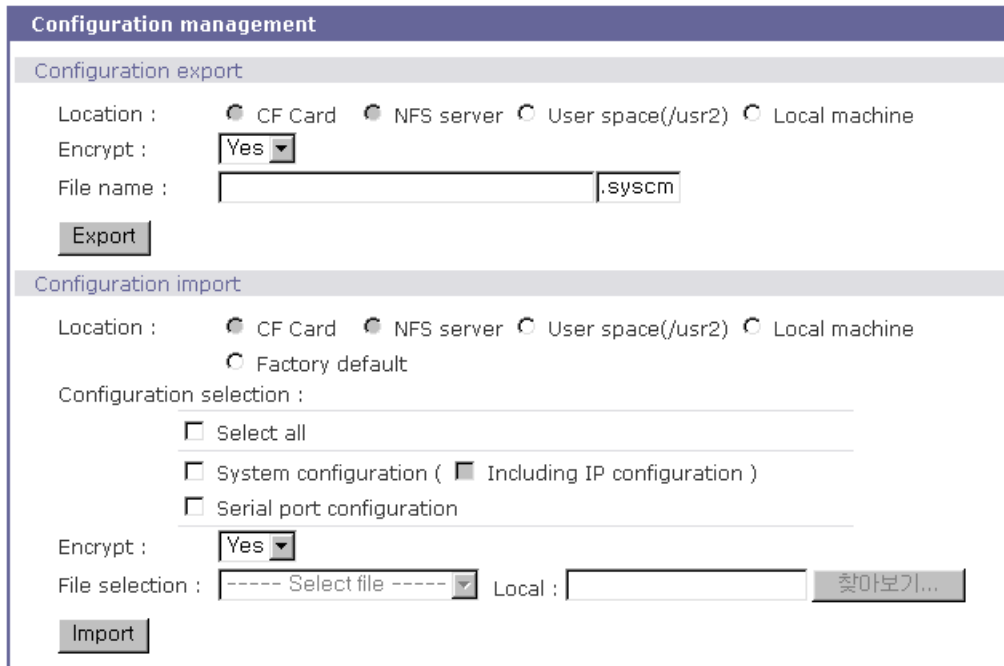 Configuration management
Configuration export
Location : CF Card NFS server User space(/usr2) Local machine
Encrypt : Yes
File name : .syscm
Export
Configuration import
Location : CF Card NFS server User space(/usr2) Local machine
Factory default
Configuration selection :
Select all
System configuration ( Including IP configuration )
Serial port configuration
Encrypt : Yes
File selection : ----- Select file ----- Local : 찾아보기...
Import